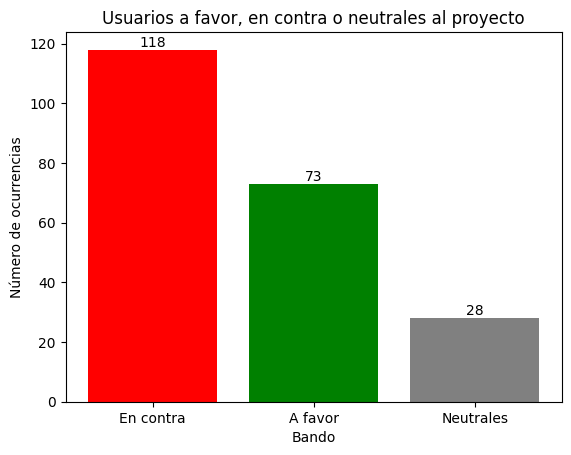 Usuarios a favor, en contra o neutrales al proyecto
120
100
80
60
40
20
0
Número de ocurrencias
118
73
28
En contra
A favor
Neutrales
Bando